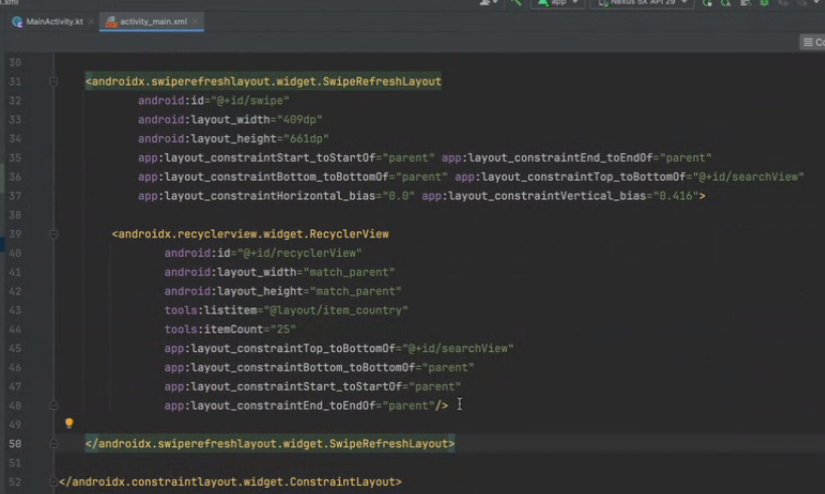 MainActivity.kt
activity_main.xml
app
Nexus 5X API 29
30
31 <androidx.swiperefreshlayout.widget.SwipeRefreshLayout
32 android:id="@+id/swipe"
33 android:layout_width="409dp"
34 android:layout_height="661dp"
35 app:layout_constraintStart_toStartOf="parent" app:layout_constraintEnd_toEndOf="parent"
36 app:layout_constraintBottom_toBottomOf="parent" app:layout_constraintTop_toBottomOf="@+id/searchView"
37 app:layout_constraintHorizontal_bias="0.0" app:layout_constraintVertical_bias="0.416">
38
39 <androidx.recyclerview.widget.RecyclerView
40 android:id="@+id/recyclerView"
41 android:layout_width="match_parent"
42 android:layout_height="match_parent"
43 tools:listitem="@layout/item_country"
44 tools:itemCount="25"
45 app:layout_constraintTop_toBottomOf="@+id/searchView"
46 app:layout_constraintBottom_toBottomOf="parent"
47 app:layout_constraintStart_toStartOf="parent"
48 app:layout_constraintEnd_toEndOf="parent"/>
49
50 </androidx.swiperefreshlayout.widget.SwipeRefreshLayout>
51
52 </androidx.constraintlayout.widget.ConstraintLayout>